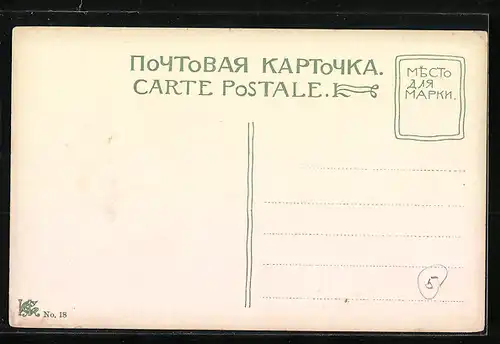 ПОЧТОВАЯ КАРТОЧКА.
CARTE POSTALE.
МѢСТО
ДЛЯ
МАРКИ.
5
No. 18